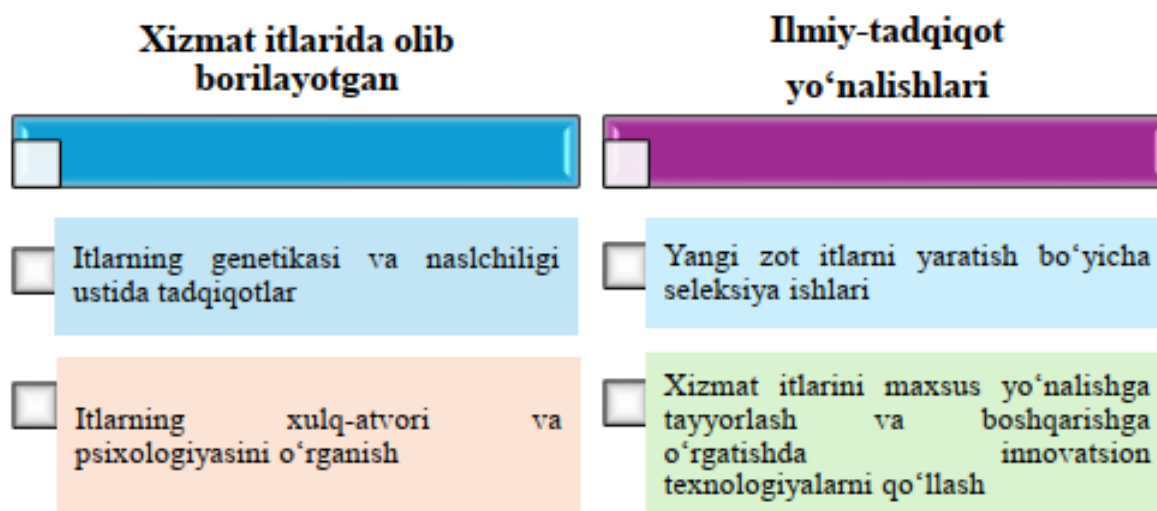 Xizmat itlarida olib
borilayotgan
Ilmiy-tadqiqot
yo‘nalishlari
Itlarning genetikasi va naslchiligi
ustida tadqiqotlar
Yangi zot itlarni yaratish bo‘yicha
seleksiya ishlari
Itlarning xulq-atvori va
psixologiyasini o‘rganish
Xizmat itlarini maxsus yo‘nalishga
tayyorlash va boshqarishga
o‘rgatishda innovatsion
texnologiyalarni qo‘llash